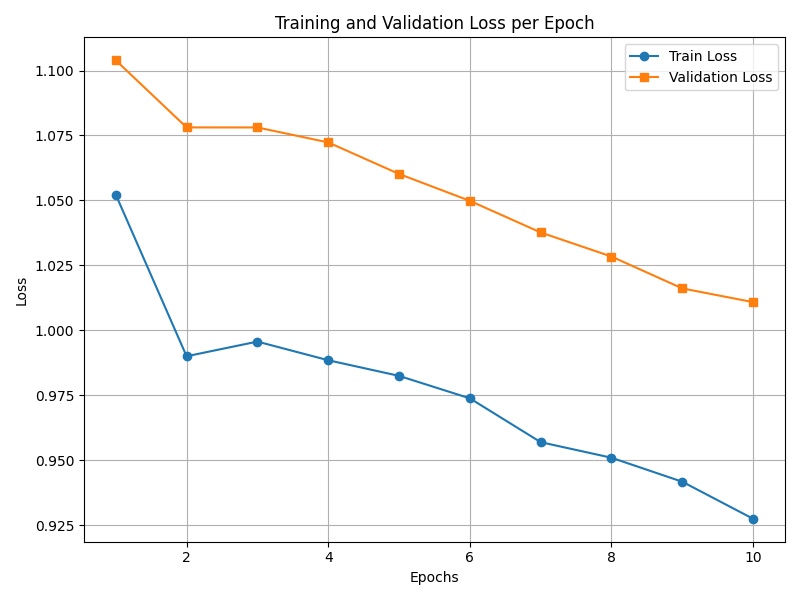 Training and Validation Loss per Epoch
Train Loss
Validation Loss
Loss
1.100
1.075
1.050
1.025
1.000
0.975
0.950
0.925
2 4 6 8 10
Epochs